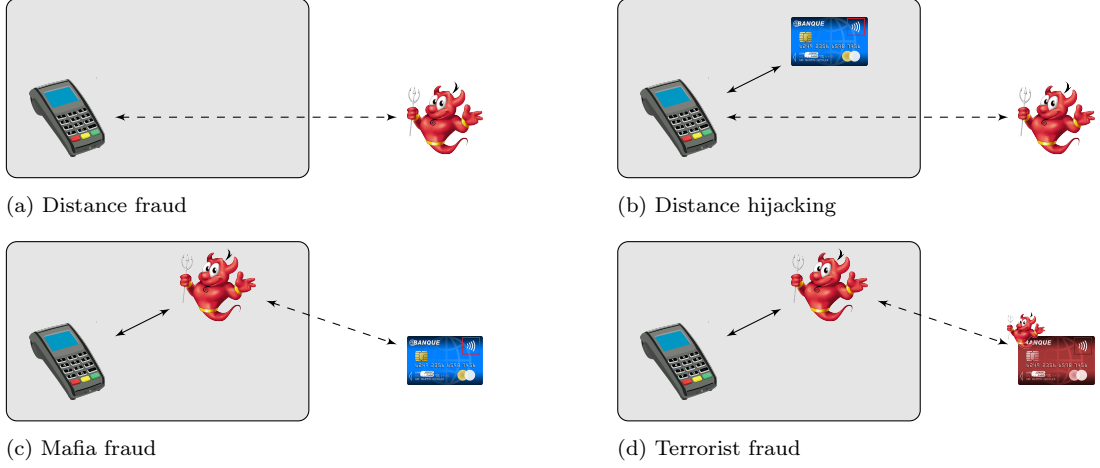 BANQUE
(a) Distance fraud
(b) Distance hijacking
BANQUE
BANQUE
(c) Mafia fraud
(d) Terrorist fraud